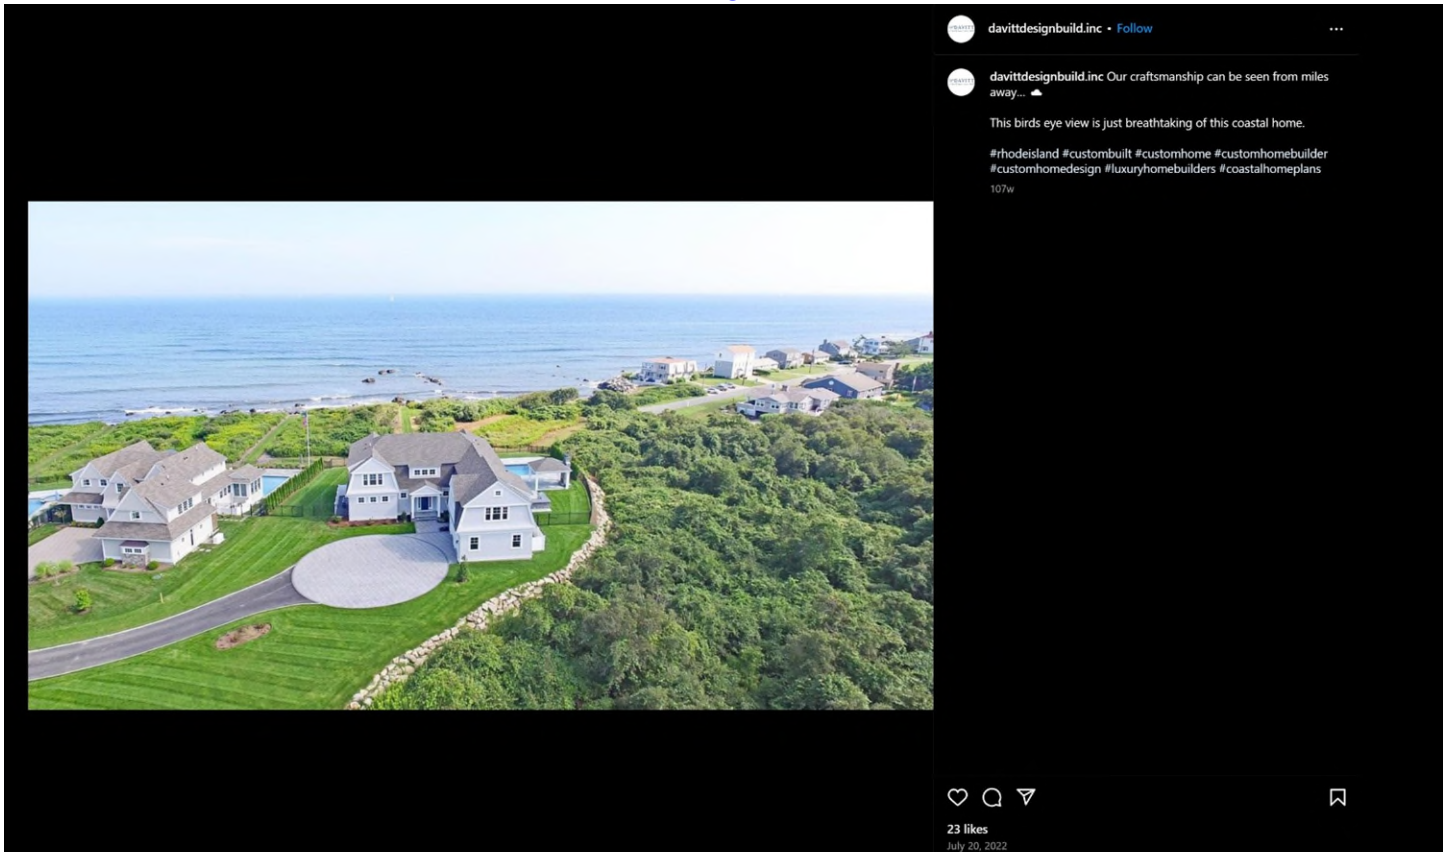 davittdesignbuild.inc • Follow
davittdesignbuild.inc Our craftsmanship can be seen from miles
away... ☁
This birds eye view is just breathtaking of this coastal home.
#rhodeisland #custombuilt #customhome #customhomebuilder
#customhomedesign #luxuryhomebuilders #coastalhomeplans
107w
23 likes
July 20, 2022